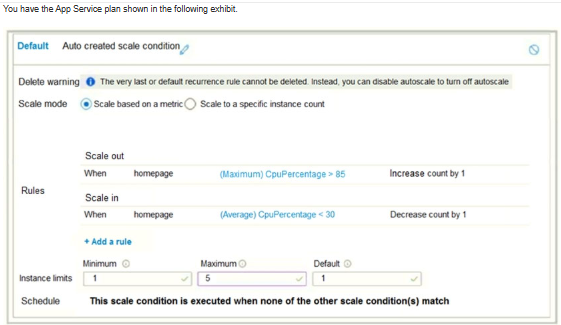 You have the App Service plan shown in the following exhibit.
Default Auto created scale condition
Delete warning The very last or default recurrence rule cannot be deleted. Instead, you can disable autoscale to turn off autoscale
Scale mode Scale based on a metric Scale to a specific instance count
Scale out
When homepage (Maximum) CpuPercentage > 85 Increase count by 1
Rules
Scale in
When homepage (Average) CpuPercentage < 30 Decrease count by 1
+ Add a rule
Minimum Maximum Default
Instance limits 1 5 1
Schedule This scale condition is executed when none of the other scale condition(s) match